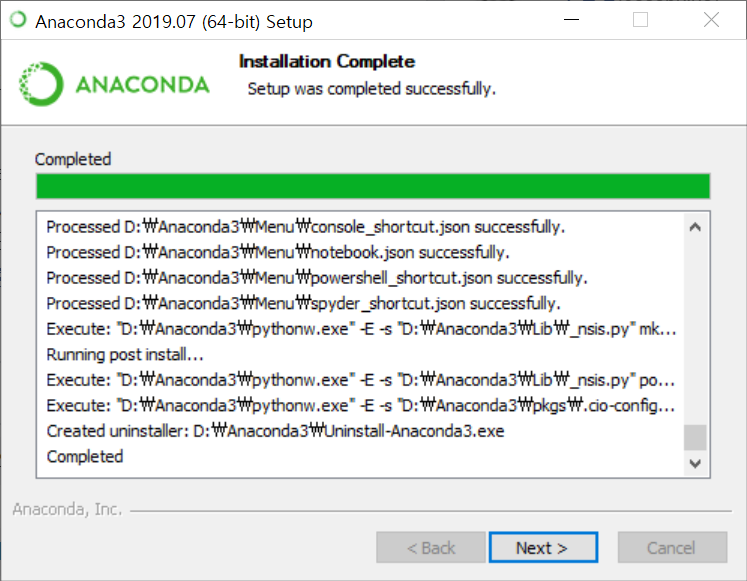 Anaconda3 2019.07 (64-bit) Setup
ANACONDA
Installation Complete
Setup was completed successfully.
Completed
Processed D:₩Anaconda3₩Menu₩console_shortcut.json successfully.
Processed D:₩Anaconda3₩Menu₩notebook.json successfully.
Processed D:₩Anaconda3₩Menu₩powershell_shortcut.json successfully.
Processed D:₩Anaconda3₩Menu₩spyder_shortcut.json successfully.
Execute: "D:₩Anaconda3₩pythonw.exe" -E -s "D:₩Anaconda3₩Lib₩_nsis.py" mk...
Running post install...
Execute: "D:₩Anaconda3₩pythonw.exe" -E -s "D:₩Anaconda3₩Lib₩_nsis.py" po...
Execute: "D:₩Anaconda3₩pythonw.exe" -E -s "D:₩Anaconda3₩pkgs₩.cio-config...
Created uninstaller: D:₩Anaconda3₩Uninstall-Anaconda3.exe
Completed
Anaconda, Inc.
< Back Next > Cancel